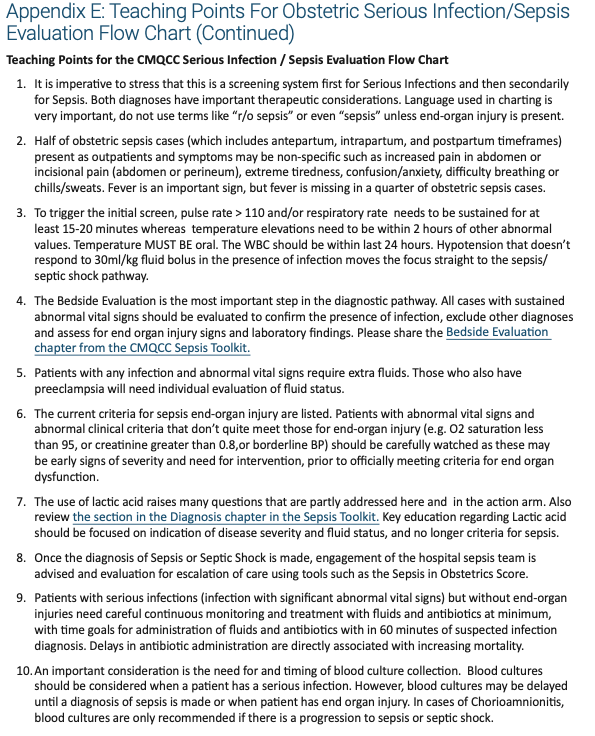 Appendix E: Teaching Points For Obstetric Serious Infection/Sepsis
Evaluation Flow Chart (Continued)
Teaching Points for the CMQCC Serious Infection / Sepsis Evaluation Flow Chart
1. It is imperative to stress that this is a screening system first for Serious Infections and then secondarily
for Sepsis. Both diagnoses have important therapeutic considerations. Language used in charting is
very important, do not use terms like “r/o sepsis” or even “sepsis” unless end-organ injury is present.
2. Half of obstetric sepsis cases (which includes antepartum, intrapartum, and postpartum timeframes)
present as outpatients and symptoms may be non-specific such as increased pain in abdomen or
incisional pain (abdomen or perineum), extreme tiredness, confusion/anxiety, difficulty breathing or
chills/sweats. Fever is an important sign, but fever is missing in a quarter of obstetric sepsis cases.
3. To trigger the initial screen, pulse rate > 110 and/or respiratory rate needs to be sustained for at
least 15-20 minutes whereas temperature elevations need to be within 2 hours of other abnormal
values. Temperature MUST BE oral. The WBC should be within last 24 hours. Hypotension that doesn’t
respond to 30ml/kg fluid bolus in the presence of infection moves the focus straight to the sepsis/
septic shock pathway.
4. The Bedside Evaluation is the most important step in the diagnostic pathway. All cases with sustained
abnormal vital signs should be evaluated to confirm the presence of infection, exclude other diagnoses
and assess for end organ injury signs and laboratory findings. Please share the Bedside Evaluation
chapter from the CMQCC Sepsis Toolkit.
5. Patients with any infection and abnormal vital signs require extra fluids. Those who also have
preeclampsia will need individual evaluation of fluid status.
6. The current criteria for sepsis end-organ injury are listed. Patients with abnormal vital signs and
abnormal clinical criteria that don’t quite meet those for end-organ injury (e.g. O2 saturation less
than 95, or creatinine greater than 0.8,or borderline BP) should be carefully watched as these may
be early signs of severity and need for intervention, prior to officially meeting criteria for end organ
dysfunction.
7. The use of lactic acid raises many questions that are partly addressed here and in the action arm. Also
review the section in the Diagnosis chapter in the Sepsis Toolkit. Key education regarding Lactic acid
should be focused on indication of disease severity and fluid status, and no longer criteria for sepsis.
8. Once the diagnosis of Sepsis or Septic Shock is made, engagement of the hospital sepsis team is
advised and evaluation for escalation of care using tools such as the Sepsis in Obstetrics Score.
9. Patients with serious infections (infection with significant abnormal vital signs) but without end-organ
injuries need careful continuous monitoring and treatment with fluids and antibiotics at minimum,
with time goals for administration of fluids and antibiotics with in 60 minutes of suspected infection
diagnosis. Delays in antibiotic administration are directly associated with increasing mortality.
10. An important consideration is the need for and timing of blood culture collection. Blood cultures
should be considered when a patient has a serious infection. However, blood cultures may be delayed
until a diagnosis of sepsis is made or when patient has end organ injury. In cases of Chorioamnionitis,
blood cultures are only recommended if there is a progression to sepsis or septic shock.